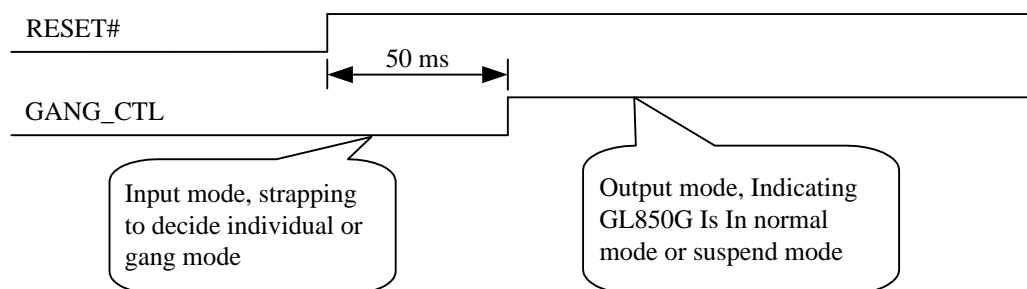 RESET#
50 ms
GANG_CTL
Input mode, strapping
to decide individual or
gang mode
Output mode, Indicating
GL850G Is In normal
mode or suspend mode